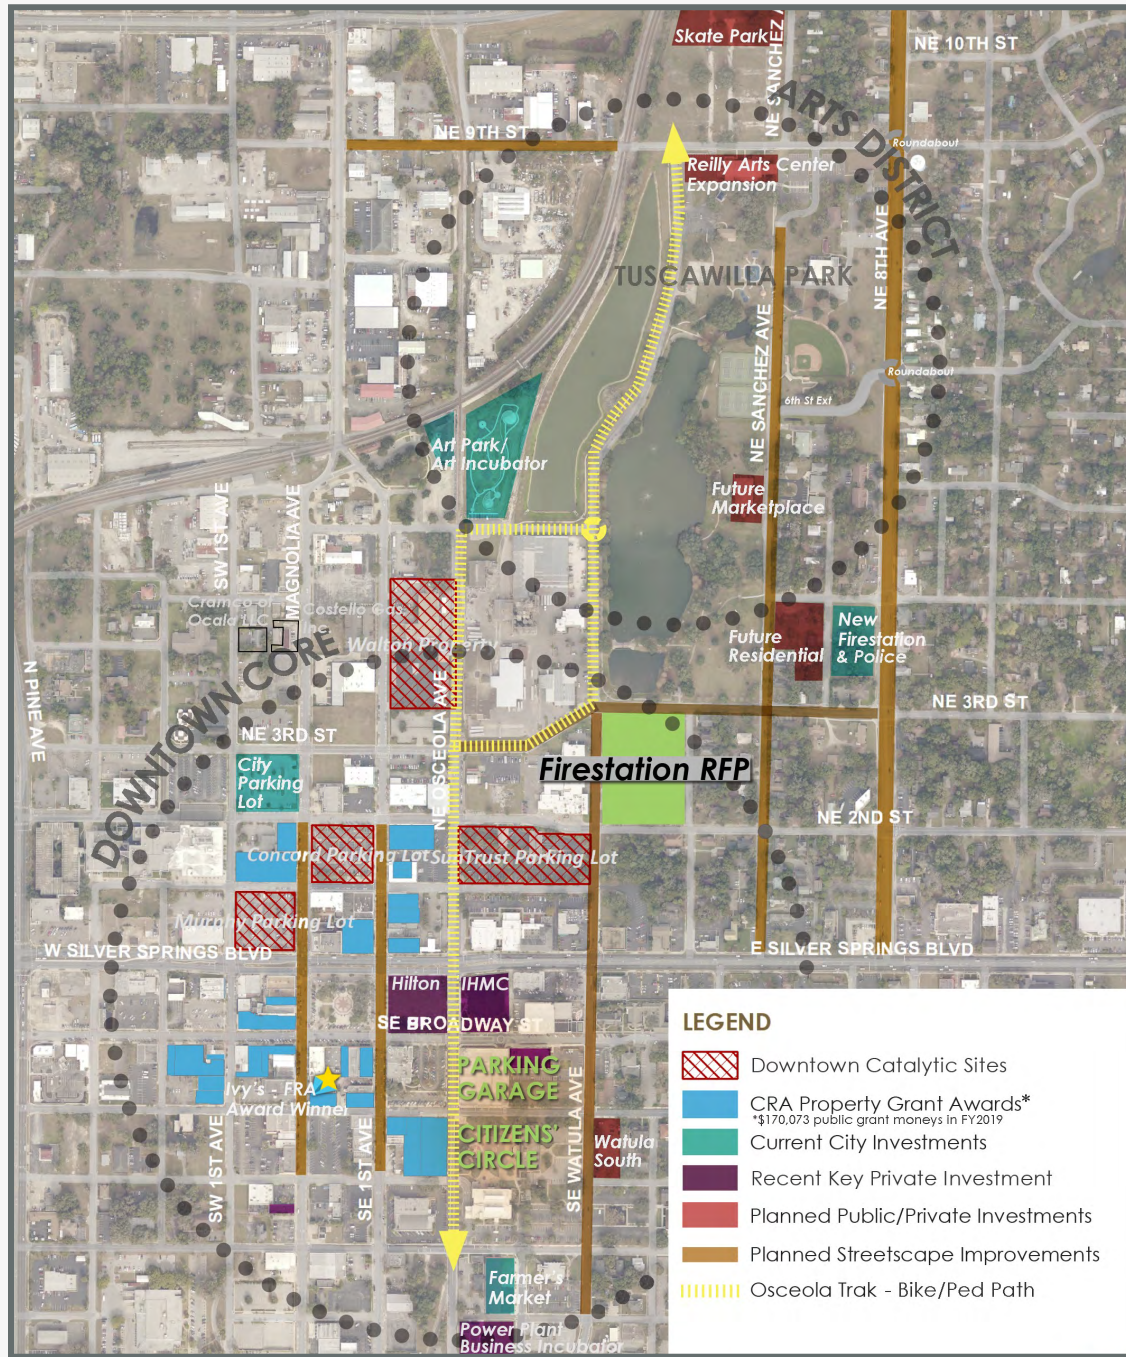 Skate Park
NE SANCHEZ A
NE 10TH ST
ARTS DISTRICT
NE 9TH ST
Roundabout
Reilly Arts Center
Expansion
NE 8TH AVE
TUSCAWILLA PARK
NE SANCHEZ AVE
Roundabout
6th St Ext
Art Park/
Art Incubator
Future
Marketplace
SW 1ST AVE
MAGNOLIA AVE
Cramco of
Ocala LLC
Costello Gas
Inc
Walton Property
New
Firestation
& Police
Future
Residential
DOWNTOWN CORE
N PINE AVE
NE OSCEOLA AVE
NE 3RD ST
NE 3RD ST
City
Parking
Lot
Firestation RFP
NE 2ND ST
Concord Parking Lot
SunTrust Parking Lot
Murphy Parking Lot
W SILVER SPRINGS BLVD
E SILVER SPRINGS BLVD
Hilton
IHMC
SE BROADWAY ST
PARKING
GARAGE
Ivy's - FRA
Award Winner
CITIZENS'
CIRCLE
SW 1ST AVE
SE 1ST AVE
SE WATULA AVE
Watula
South
Farmer's
Market
Power Plant
Business Incubator
LEGEND
Downtown Catalytic Sites
CRA Property Grant Awards*
*$170,073 public grant moneys in FY2019
Current City Investments
Recent Key Private Investment
Planned Public/Private Investments
Planned Streetscape Improvements
Osceola Trak - Bike/Ped Path